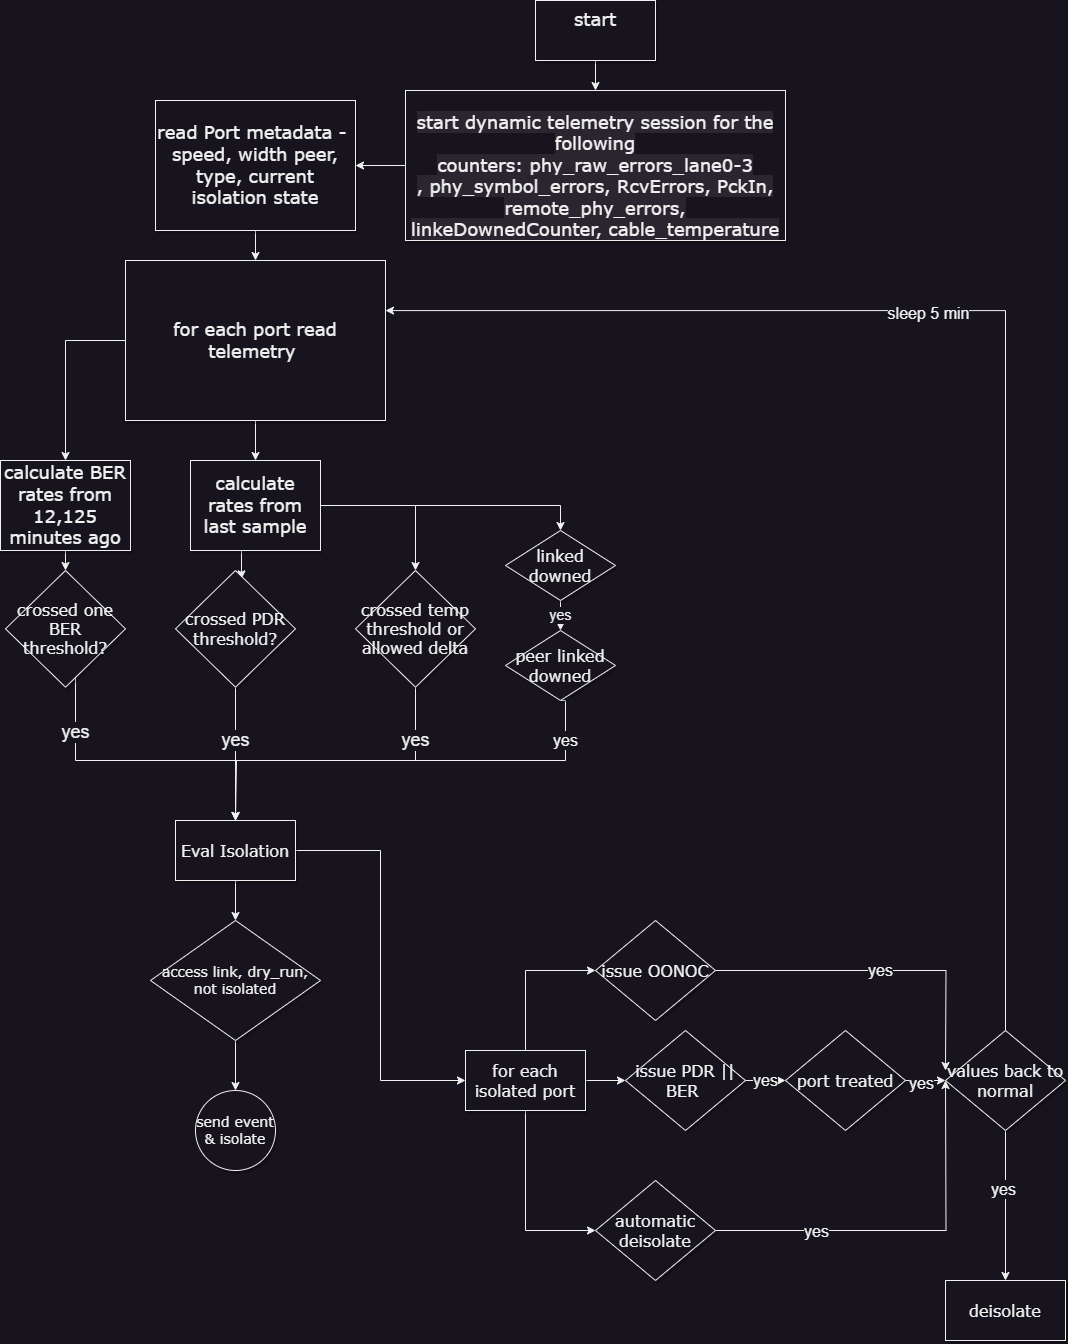 start
start dynamic telemetry session for the
following
counters: phy_raw_errors_lane0-3
, phy_symbol_errors, RcvErrors, PckIn,
remote_phy_errors,
linkeDownedCounter, cable_temperature
read Port metadata -
speed, width peer,
type, current
isolation state
for each port read
telemetry
sleep 5 min
calculate BER
rates from
12,125
minutes ago
calculate
rates from
last sample
linked
downed
yes
peer linked
downed
crossed one
BER
threshold?
crossed PDR
threshold?
crossed temp
threshold or
allowed delta
yes
yes
yes
yes
Eval Isolation
access link, dry_run,
not isolated
send event
& isolate
for each
isolated port
issue OONOC
yes
issue PDR ||
BER
yes
port treated
yes
automatic
deisolate
yes
values back to
normal
yes
deisolate